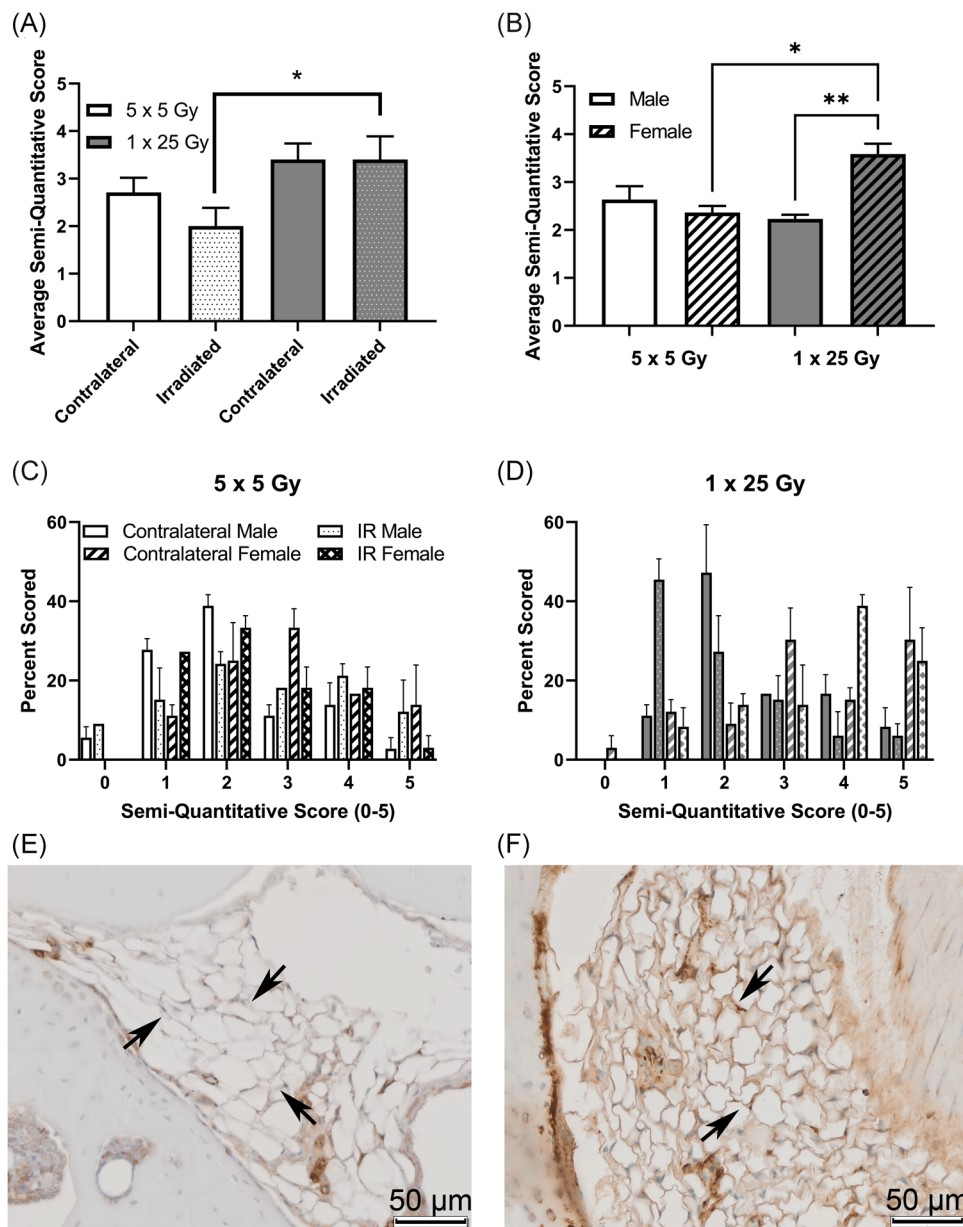 (A)
Average Semi-Quantitative Score
5
4
3
2
1
0
5 x 5 Gy
1 x 25 Gy
*
Contralateral
Irradiated
Contralateral
Irradiated
(B)
Average Semi-Quantitative Score
5
4
3
2
1
0
Male
Female
*
**
5 x 5 Gy
1 x 25 Gy
(C)
5 x 5 Gy
Percent Scored
60
40
20
0
Contralateral Male
IR Male
Contralateral Female
IR Female
0 1 2 3 4 5
Semi-Quantitative Score (0-5)
(D)
1 x 25 Gy
Percent Scored
60
40
20
0
0 1 2 3 4 5
Semi-Quantitative Score (0-5)
(E)
50 µm
(F)
50 µm